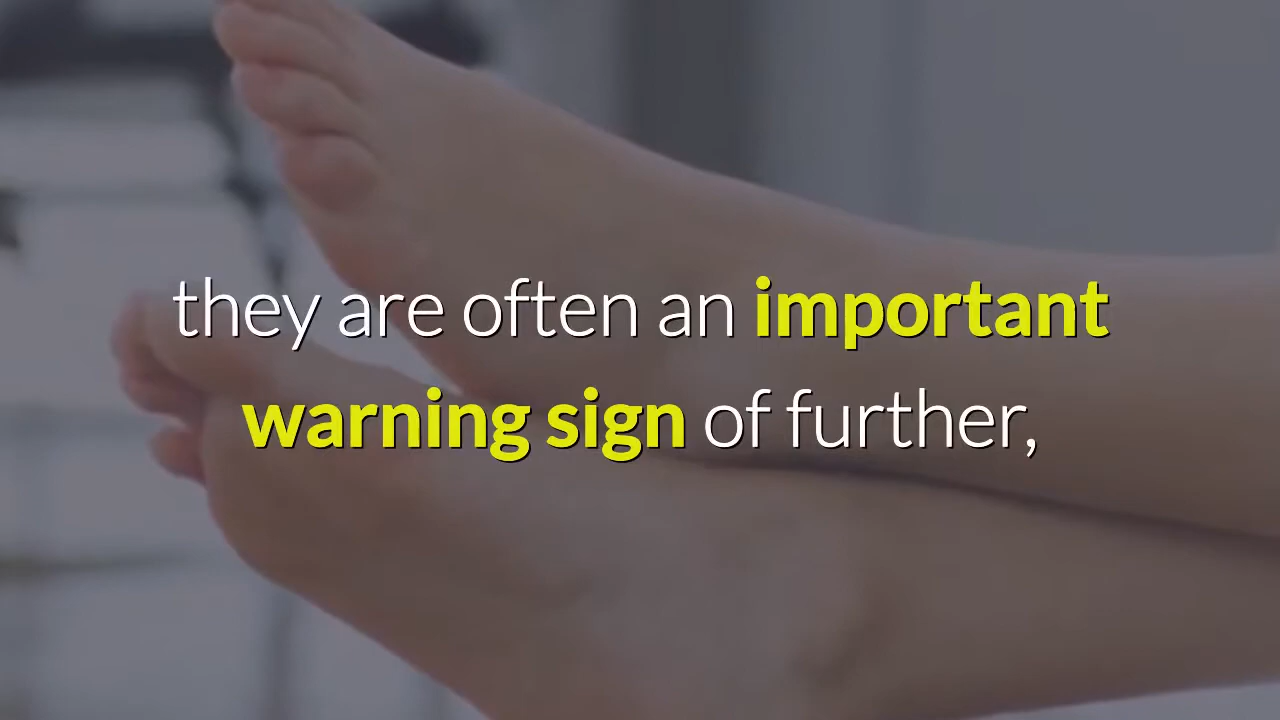 they are often an important
warning sign of further,